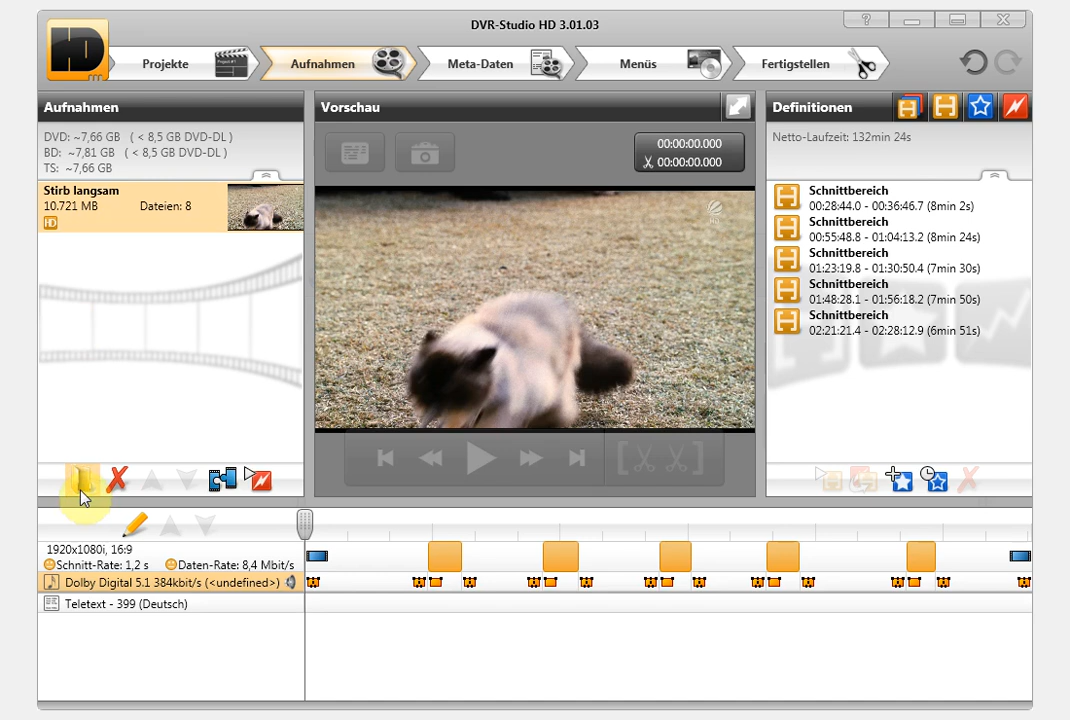 DVR-Studio HD 3.01.03
HD
Projekte
Aufnahmen
Meta-Daten
Menüs
Fertigstellen
Aufnahmen
DVD: ~7,66 GB ( < 8,5 GB DVD-DL )
BD: ~7,81 GB ( < 8,5 GB DVD-DL )
TS: ~7,66 GB
Stirb langsam
10.721 MB Dateien: 8
HD
Vorschau
00:00:00.000
00:00:00.000
Definitionen
Netto-Laufzeit: 132min 24s
Schnittbereich
00:28:44.0 - 00:36:46.7 (8min 2s)
Schnittbereich
00:55:48.8 - 01:04:13.2 (8min 24s)
Schnittbereich
01:23:19.8 - 01:30:50.4 (7min 30s)
Schnittbereich
01:48:28.1 - 01:56:18.2 (7min 50s)
Schnittbereich
02:21:21.4 - 02:28:12.9 (6min 51s)
1920x1080i, 16:9
Schnitt-Rate: 1,2 s Daten-Rate: 8,4 Mbit/s
Dolby Digital 5.1 384kbit/s (<undefined>)
Teletext - 399 (Deutsch)